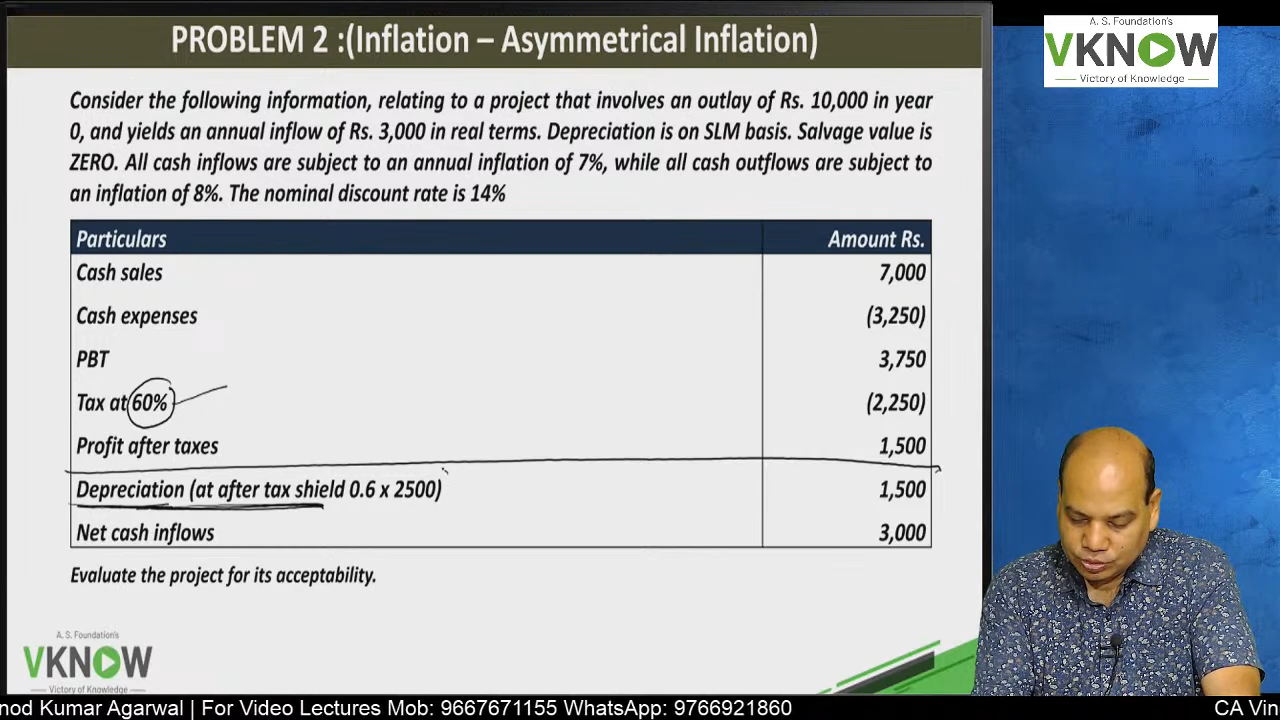 PROBLEM 2 :(Inflation – Asymmetrical Inflation)
A. S. Foundation's
VKNOW
Victory of Knowledge
Consider the following information, relating to a project that involves an outlay of Rs. 10,000 in year
0, and yields an annual inflow of Rs. 3,000 in real terms. Depreciation is on SLM basis. Salvage value is
ZERO. All cash inflows are subject to an annual inflation of 7%, while all cash outflows are subject to
an inflation of 8%. The nominal discount rate is 14%
Particulars Amount Rs.
Cash sales 7,000
Cash expenses (3,250)
PBT 3,750
Tax at 60% (2,250)
Profit after taxes 1,500
Depreciation (at after tax shield 0.6 x 2500) 1,500
Net cash inflows 3,000
Evaluate the project for its acceptability.
A. S. Foundation's
VKNOW
Victory of Knowledge
nod Kumar Agarwal | For Video Lectures Mob: 9667671155 WhatsApp: 9766921860 CA Vin